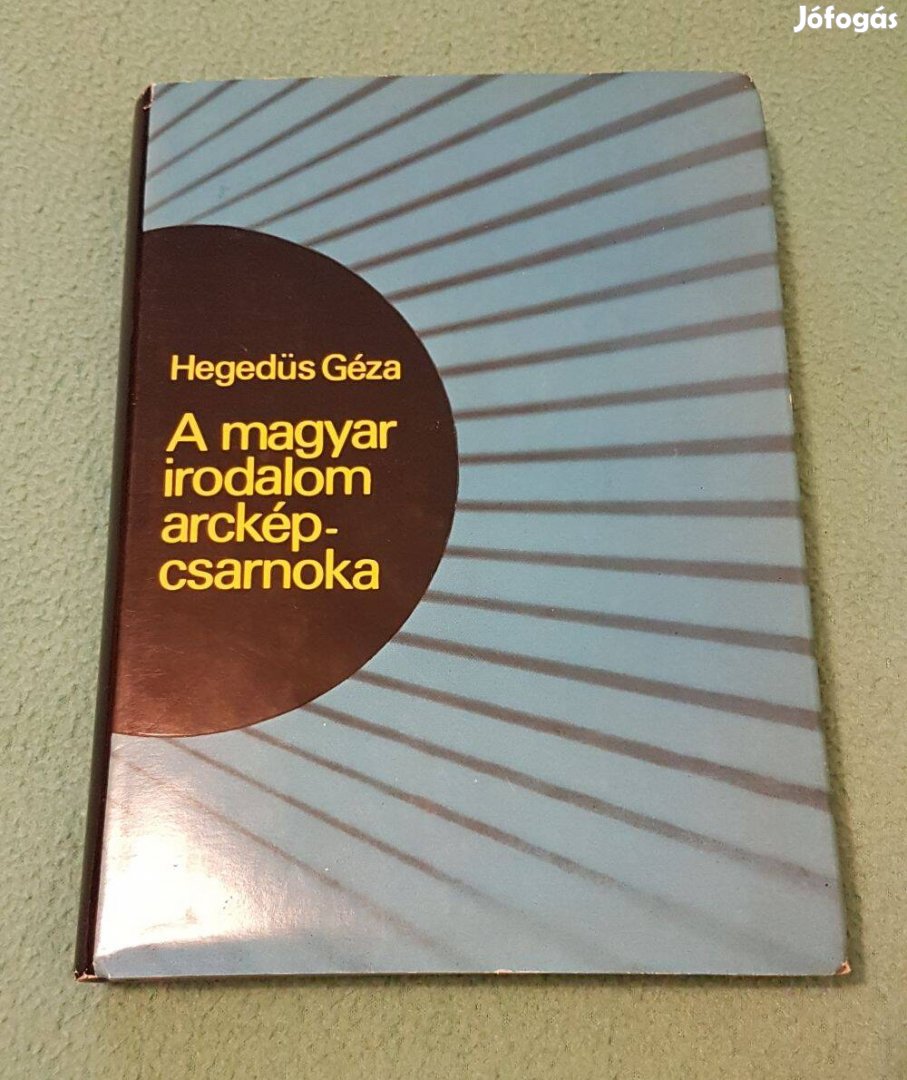 Jófogás
Hegedüs Géza
A magyar
irodalom
arckép-
csarnoka